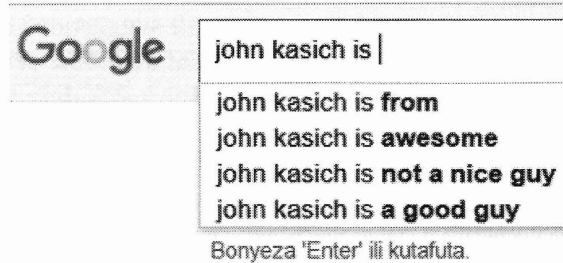 Google
john kasich is
john kasich is from
john kasich is awesome
john kasich is not a nice guy
john kasich is a good guy
Bonyeza 'Enter' ili kutafuta.